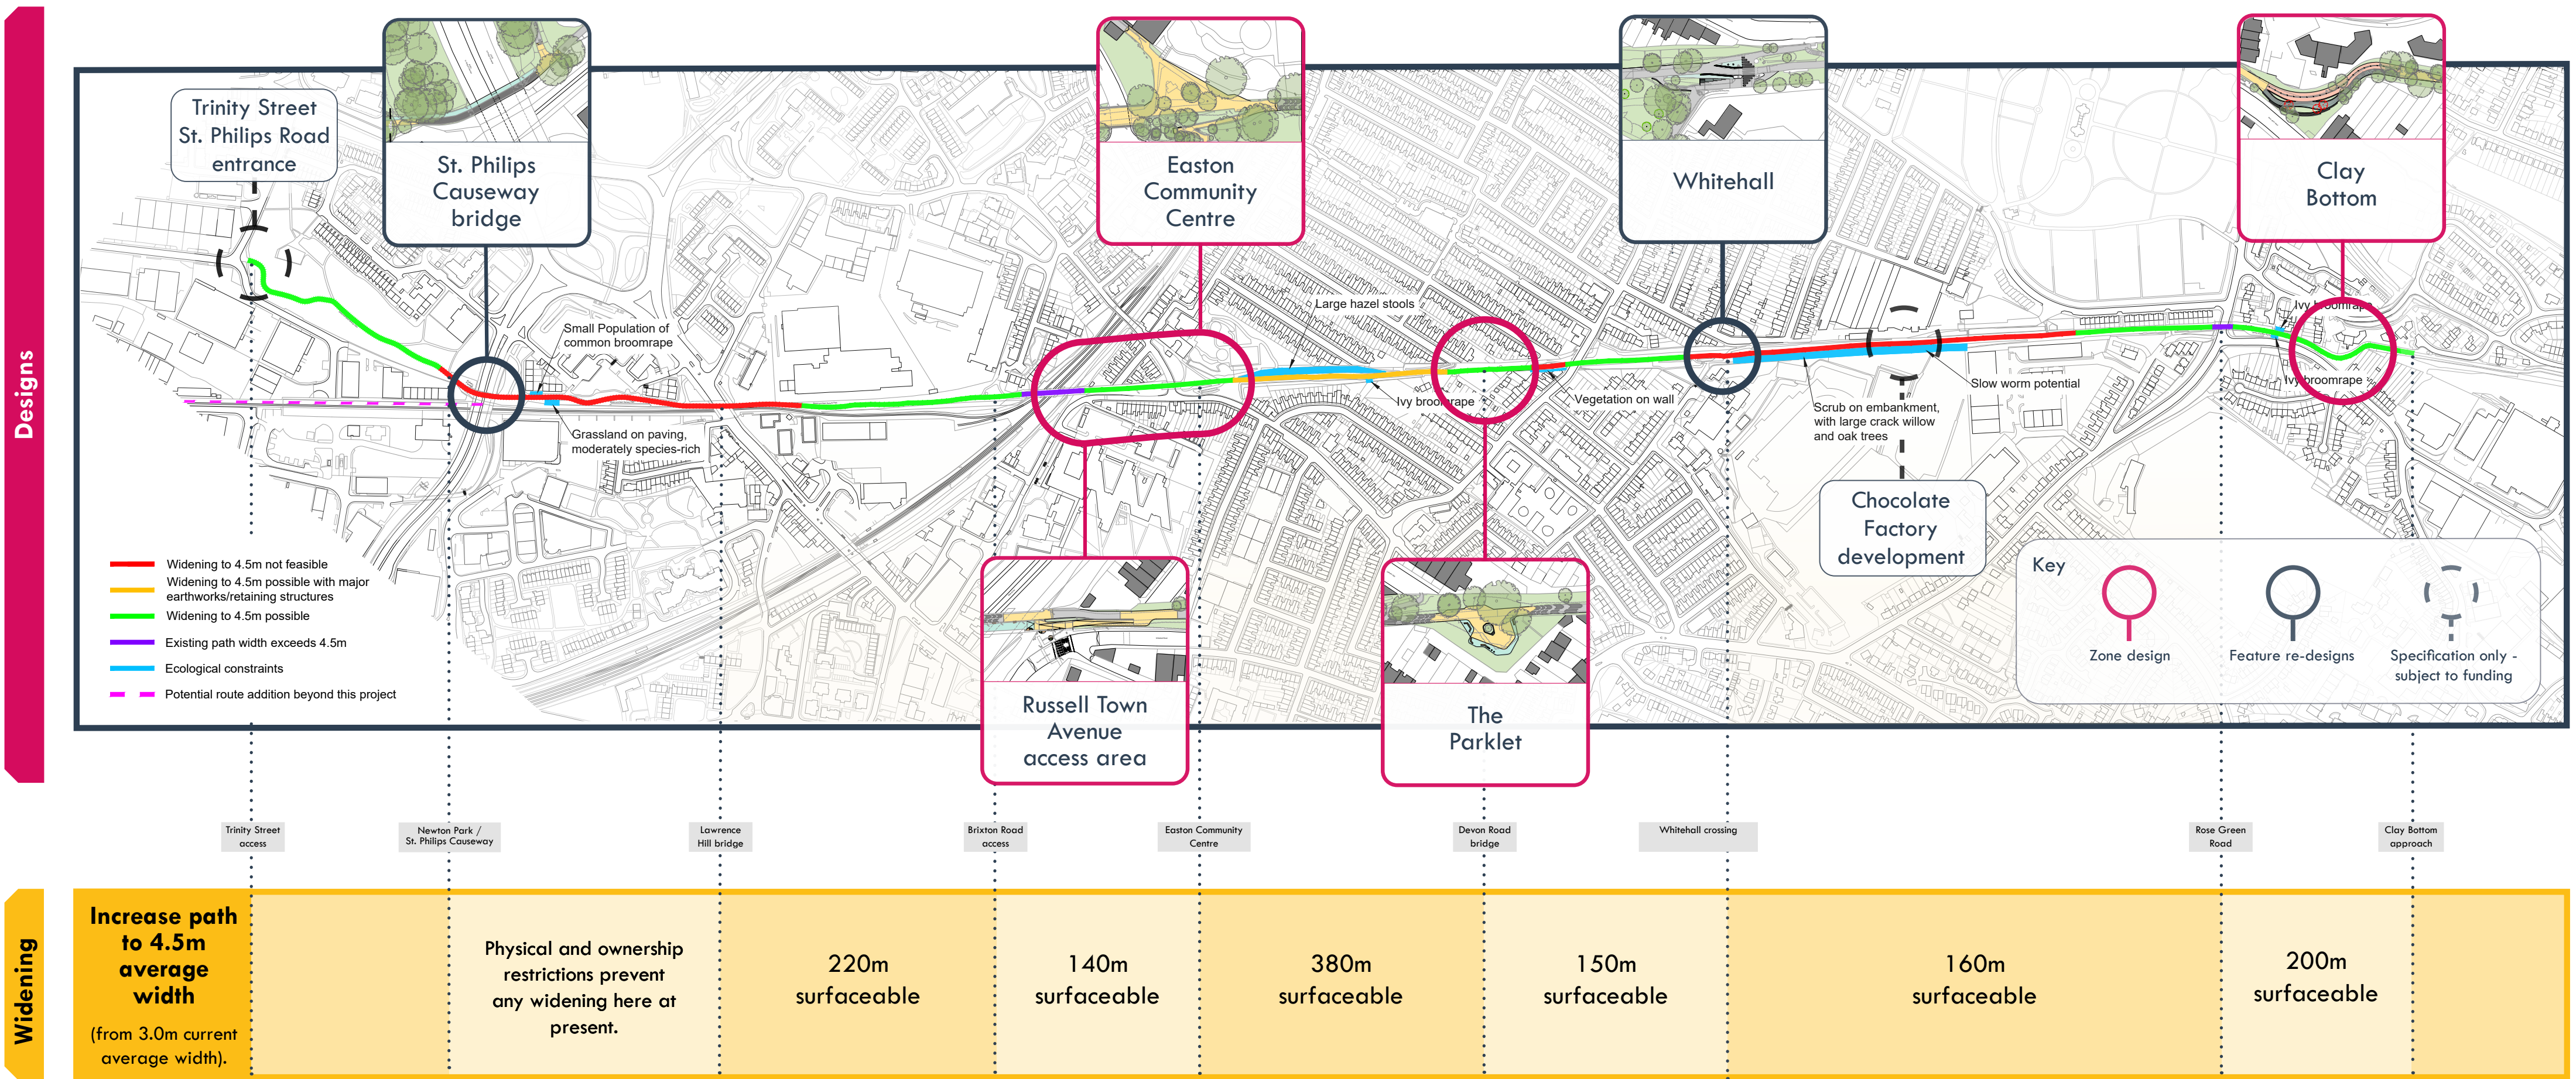 Designs
Trinity Street
St. Philips Road
entrance
St. Philips
Causeway
bridge
Easton
Community
Centre
Whitehall
Clay
Bottom
Small Population of
common broomrape
Grassland on paving,
moderately species-rich
Large hazel stools
Ivy broomrape
Vegetation on wall
Scrub on embankment,
with large crack willow
and oak trees
Slow worm potential
Ivy broomrape
Ivy broomrape
Chocolate
Factory
development
Widening to 4.5m not feasible
Widening to 4.5m possible with major
earthworks/retaining structures
Widening to 4.5m possible
Existing path width exceeds 4.5m
Ecological constraints
Potential route addition beyond this project
Russell Town
Avenue
access area
The
Parklet
Key
Zone design
Feature re-designs
Specification only -
subject to funding
Trinity Street
access
Newton Park /
St. Philips Causeway
Lawrence
Hill bridge
Brixton Road
access
Easton Community
Centre
Devon Road
bridge
Whitehall crossing
Rose Green
Road
Clay Bottom
approach
Widening
Increase path
to 4.5m
average
width
(from 3.0m current
average width).
Physical and ownership
restrictions prevent
any widening here at
present.
220m
surfaceable
140m
surfaceable
380m
surfaceable
150m
surfaceable
160m
surfaceable
200m
surfaceable